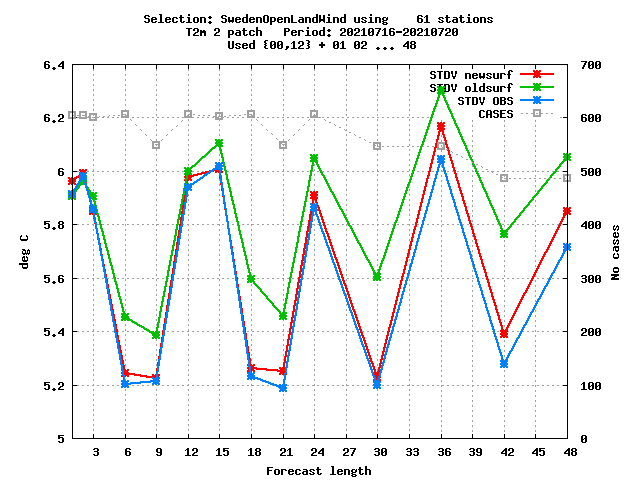 Selection: SwedenOpenLandWind using    61 stations
T2m 2 patch   Period: 20210716-20210720
Used {00,12} + 01 02 ... 48
STDV newsurf
STDV oldsurf
STDV OBS
CASES
6.4
6.2
6
5.8
5.6
5.4
5.2
5
deg C
700
600
500
400
300
200
100
0
No cases
3 6 9 12 15 18 21 24 27 30 33 36 39 42 45 48
Forecast length